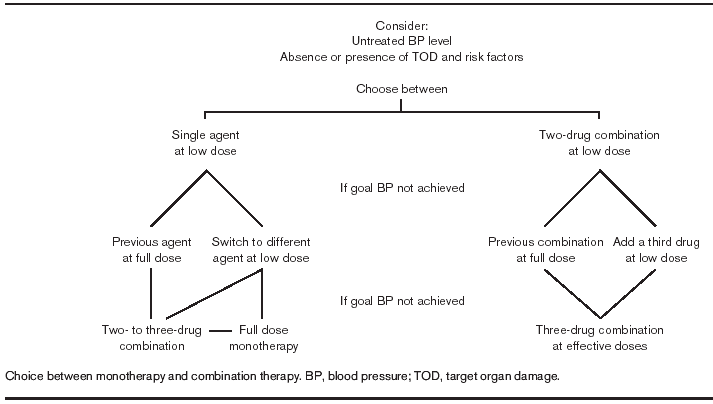 Consider:
Untreated BP level
Absence or presence of TOD and risk factors
Choose between
Single agent
at low dose
Two-drug combination
at low dose
If goal BP not achieved
Previous agent
at full dose
Switch to different
agent at low dose
Previous combination
at full dose
Add a third drug
at low dose
If goal BP not achieved
Two- to three-drug
combination
Full dose
monotherapy
Three-drug combination
at effective doses
Choice between monotherapy and combination therapy. BP, blood pressure; TOD, target organ damage.